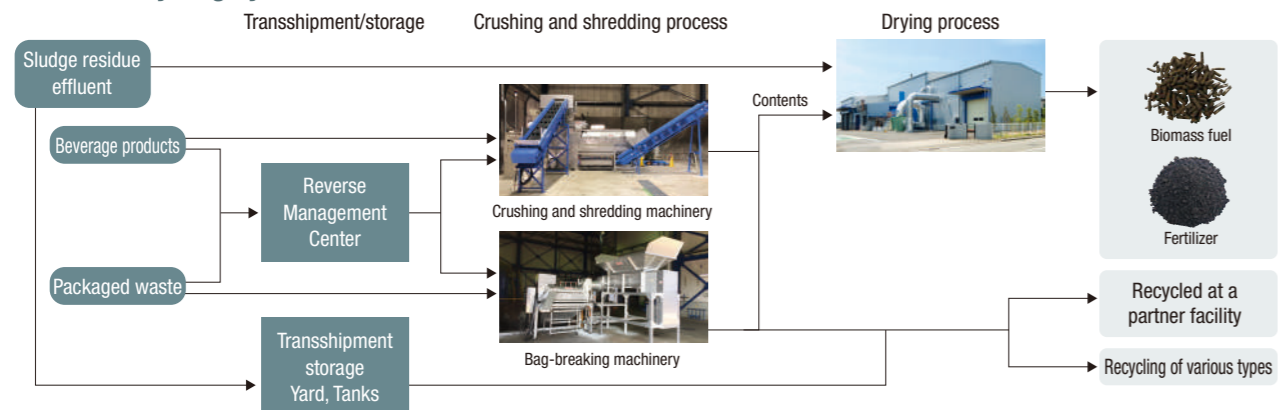 Transshipment/storage
Crushing and shredding process
Drying process
Sludge residue
effluent
Beverage products
Packaged waste
Reverse
Management
Center
Transshipment
storage
Yard, Tanks
Crushing and shredding machinery
Bag-breaking machinery
Contents
Biomass fuel
Fertilizer
Recycled at a
partner facility
Recycling of various types